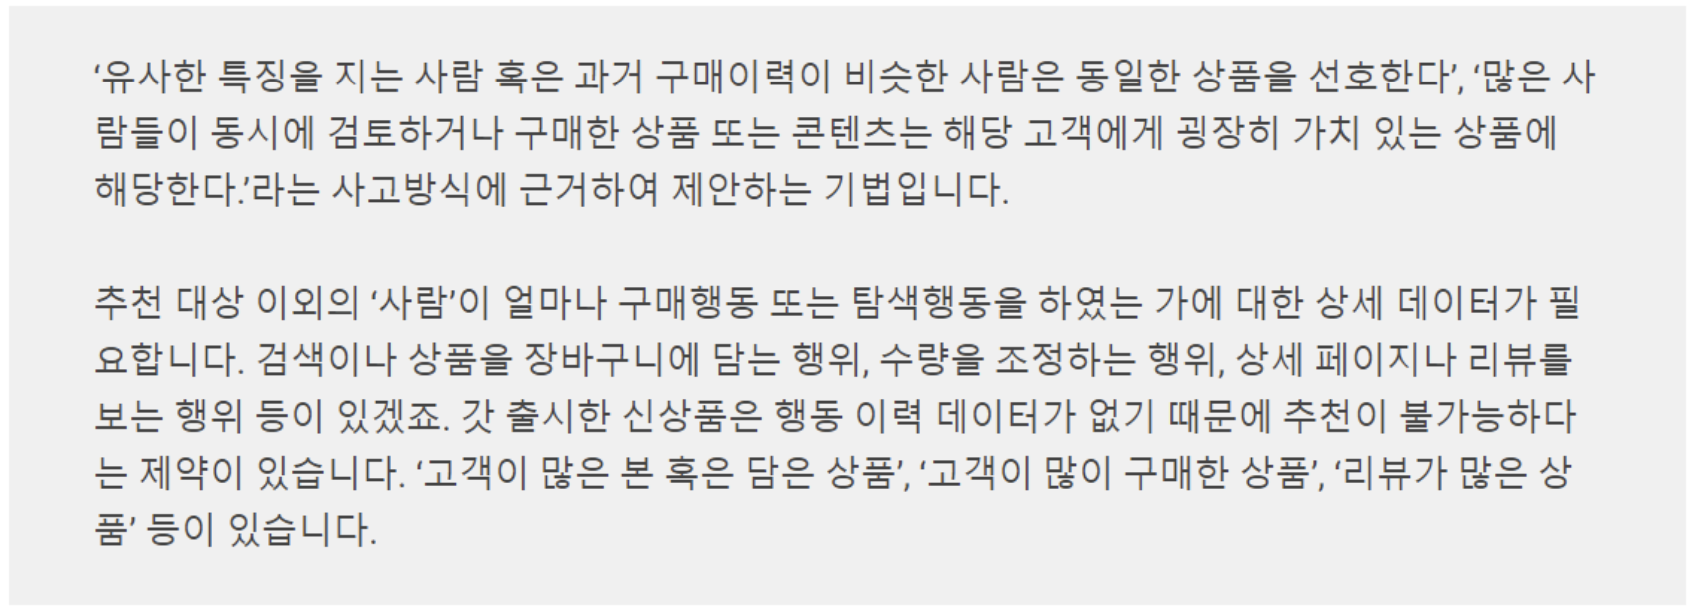 ‘유사한 특징을 지는 사람 혹은 과거 구매이력이 비슷한 사람은 동일한 상품을 선호한다’, ‘많은 사
람들이 동시에 검토하거나 구매한 상품 또는 콘텐츠는 해당 고객에게 굉장히 가치 있는 상품에
해당한다.’라는 사고방식에 근거하여 제안하는 기법입니다.
추천 대상 이외의 ‘사람’이 얼마나 구매행동 또는 탐색행동을 하였는 가에 대한 상세 데이터가 필
요합니다. 검색이나 상품을 장바구니에 담는 행위, 수량을 조정하는 행위, 상세 페이지나 리뷰를
보는 행위 등이 있겠죠. 갓 출시한 신상품은 행동 이력 데이터가 없기 때문에 추천이 불가능하다
는 제약이 있습니다. ‘고객이 많은 본 혹은 담은 상품’, ‘고객이 많이 구매한 상품’, ‘리뷰가 많은 상
품’ 등이 있습니다.